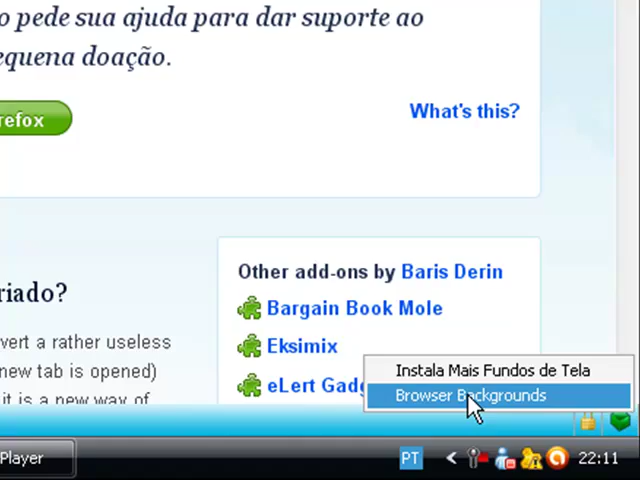 o pede sua ajuda para dar suporte ao
equena doação.
refox
What's this?
riado?
Other add-ons by Baris Derin
Bargain Book Mole
vert a rather useless
Eksimix
new tab is opened)
eLert Gadg
it is a new way of
Instala Mais Fundos de Tela
Browser Backgrounds
Player
PT
22:11